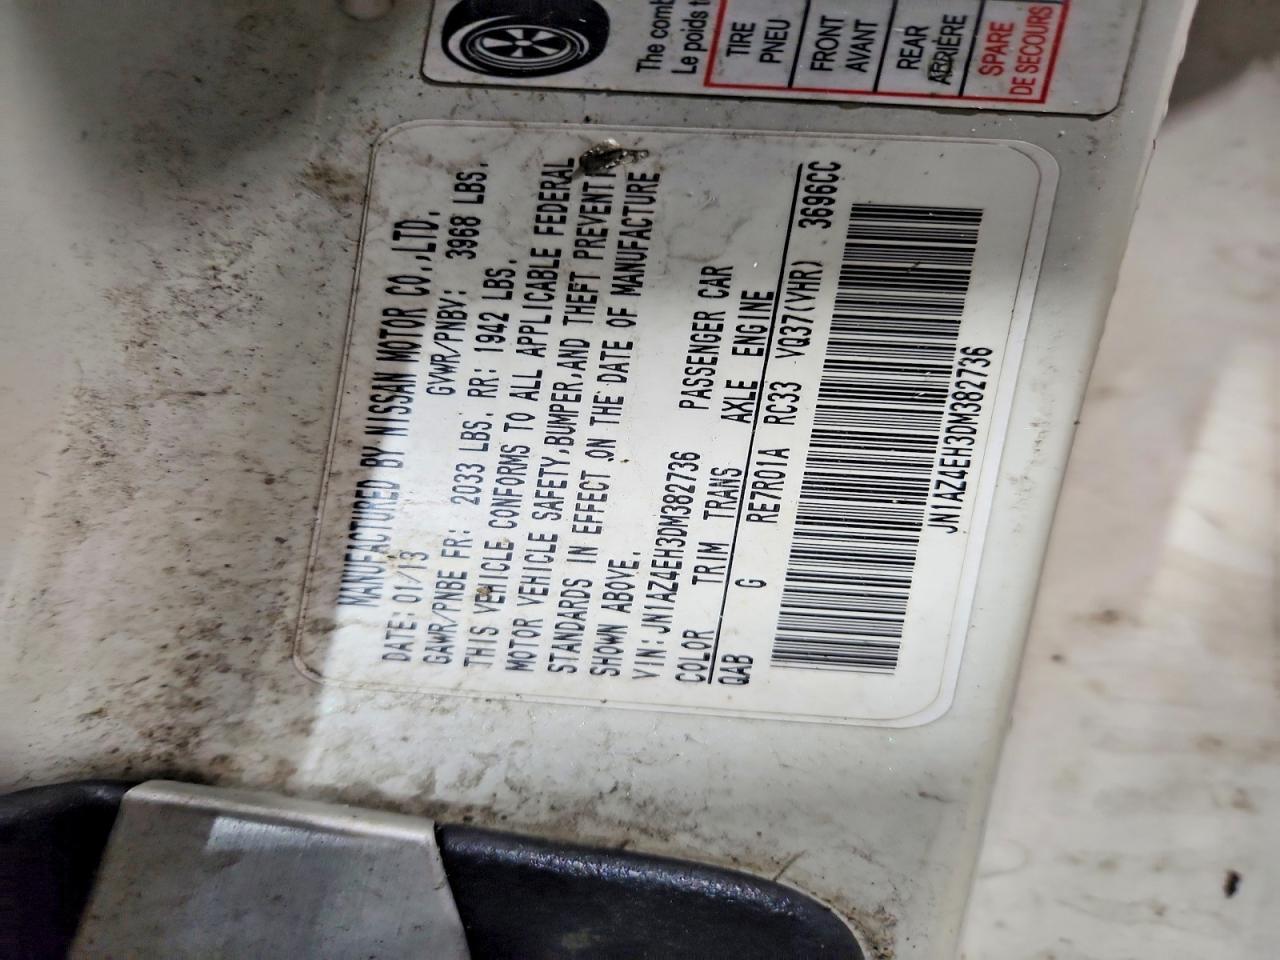 The
Le poids
TIRE
PNEU
FRONT
AVANT
REAR
ARRIÈRE
SPARE
DE SECOURS
MANUFACTURED BY NISSAN MOTOR CO.,LTD.
DATE: 01/13 GVWR/PNBV: 3968 LBS.
GAWR/PNBE FR: 2033 LBS. RR: 1942 LBS.
THIS VEHICLE CONFORMS TO ALL APPLICABLE FEDERAL
MOTOR VEHICLE SAFETY,BUMPER,AND THEFT PREVENTI
STANDARDS IN EFFECT ON THE DATE OF MANUFACTURE
SHOWN ABOVE.
VIN:JN1AZ4EH3DM382736 PASSENGER CAR
COLOR TRIM TRANS AXLE ENGINE
QAB G RE7R01A RC33 VQ37(VHR) 3696CC
JN1AZ4EH3DM382736